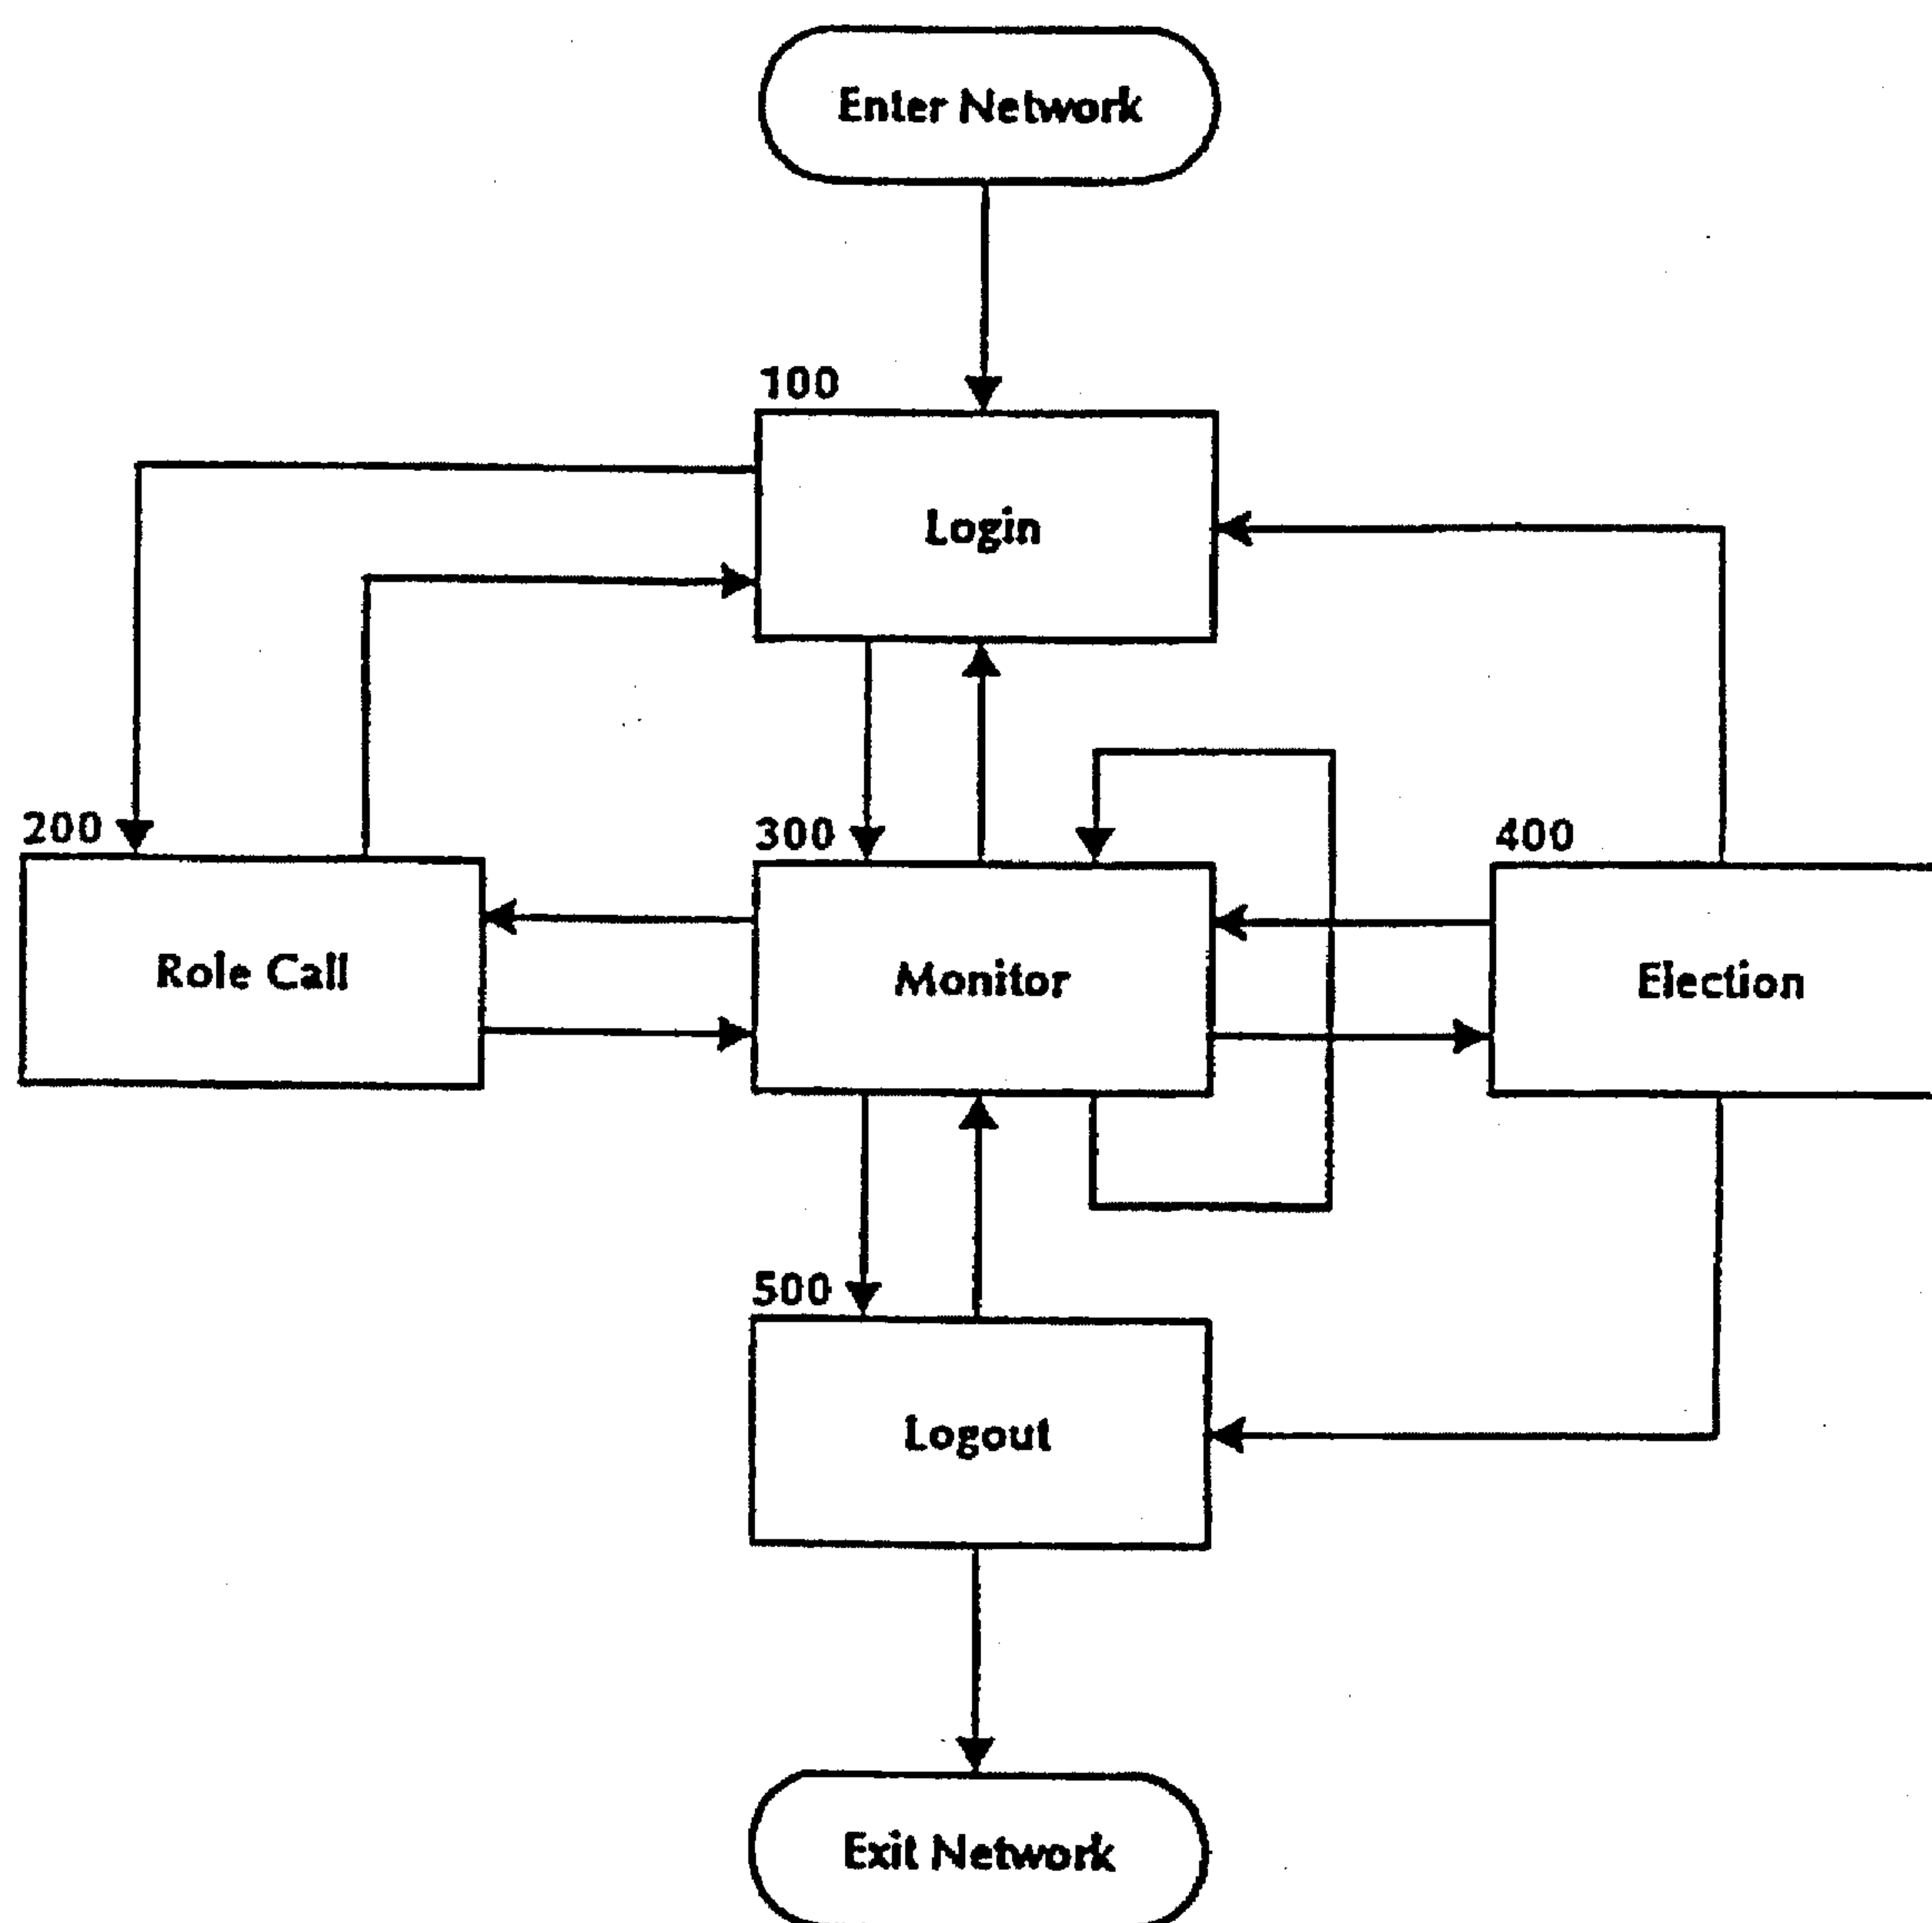 Enter Network
100
Login
200
300
400
Role Call
Monitor
Election
500
Logout
Exit Network